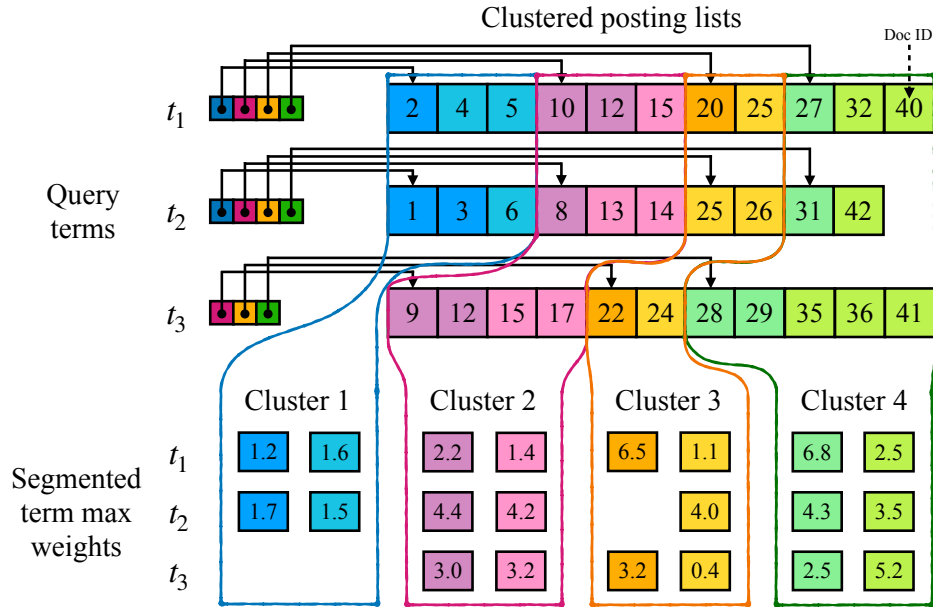 Clustered posting lists
Doc ID
t1 2 4 5 10 12 15 20 25 27 32 40
Query
terms
t2 1 3 6 8 13 14 25 26 31 42
t3 9 12 15 17 22 24 28 29 35 36 41
Cluster 1 Cluster 2 Cluster 3 Cluster 4
Segmented
term max
weights
t1 1.2 1.6 2.2 1.4 6.5 1.1 6.8 2.5
t2 1.7 1.5 4.4 4.2 4.0 4.3 3.5
t3 3.0 3.2 3.2 0.4 2.5 5.2